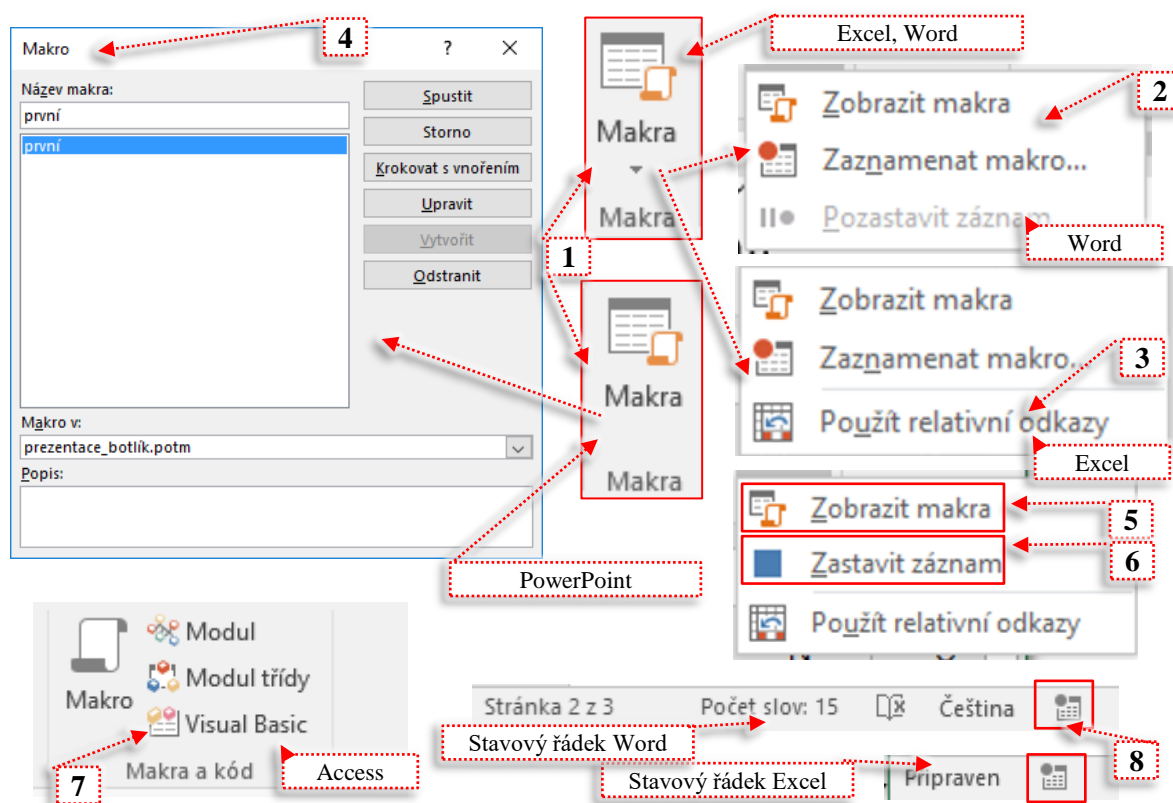 Makro
4
?
Název makra:
první
první
Spustit
Storno
Krokovat s vnořením
Upravit
Vytvořit
Odstranit
Makro v:
prezentace_botlík.potm
Popis:
Makra
Makra
Excel, Word
1
Makra
Makra
PowerPoint
Zobrazit makra
2
Zaznamenat makro...
Pozastavit záznam
Word
Zobrazit makra
Zaznamenat makro...
3
Použít relativní odkazy
Excel
Zobrazit makra
5
Zastavit záznam
6
Použít relativní odkazy
Makro
Modul
Modul třídy
Visual Basic
Makra a kód
7
Access
Stránka 2 z 3 Počet slov: 15 Čeština
Stavový řádek Word
8
Stavový řádek Excel
Připraven